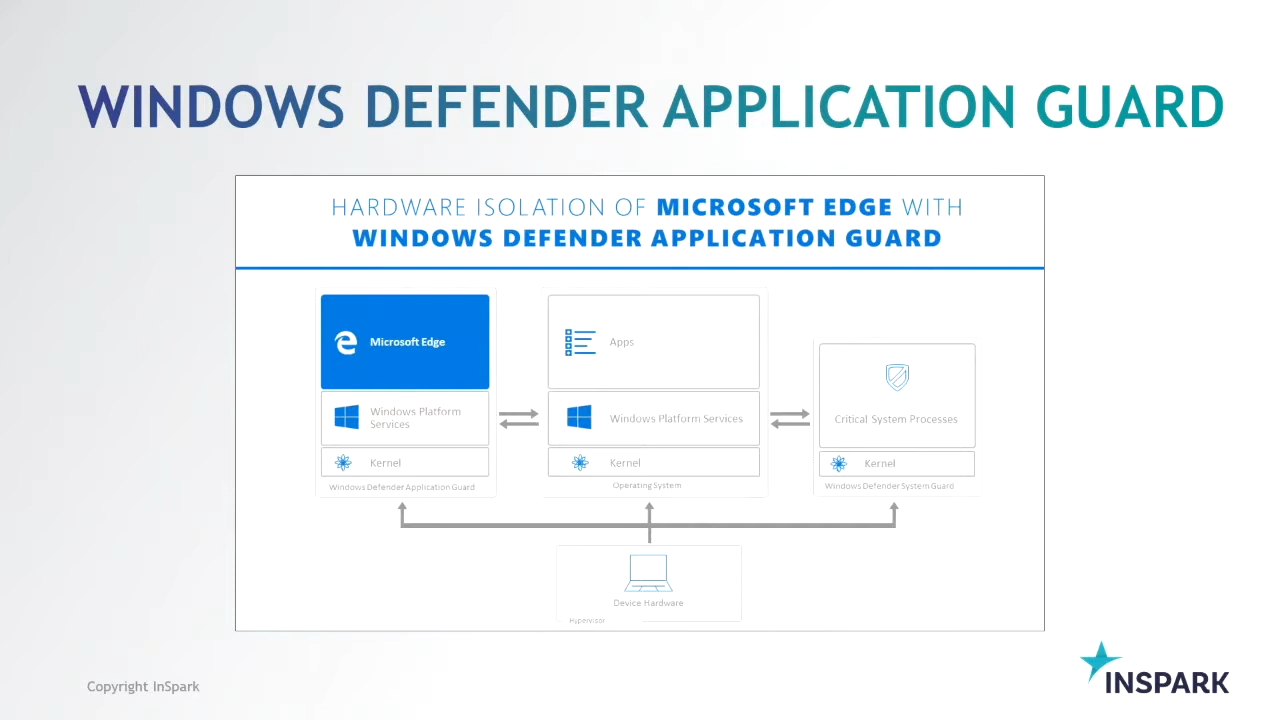 WINDOWS DEFENDER APPLICATION GUARD
HARDWARE ISOLATION OF MICROSOFT EDGE WITH
WINDOWS DEFENDER APPLICATION GUARD
Microsoft Edge
Windows Platform
Services
Kernel
Windows Defender Application Guard
Apps
Windows Platform Services
Kernel
Operating System
Critical System Processes
Kernel
Windows Defender System Guard
Device Hardware
Hypervisor
Copyright InSpark
INSPARK